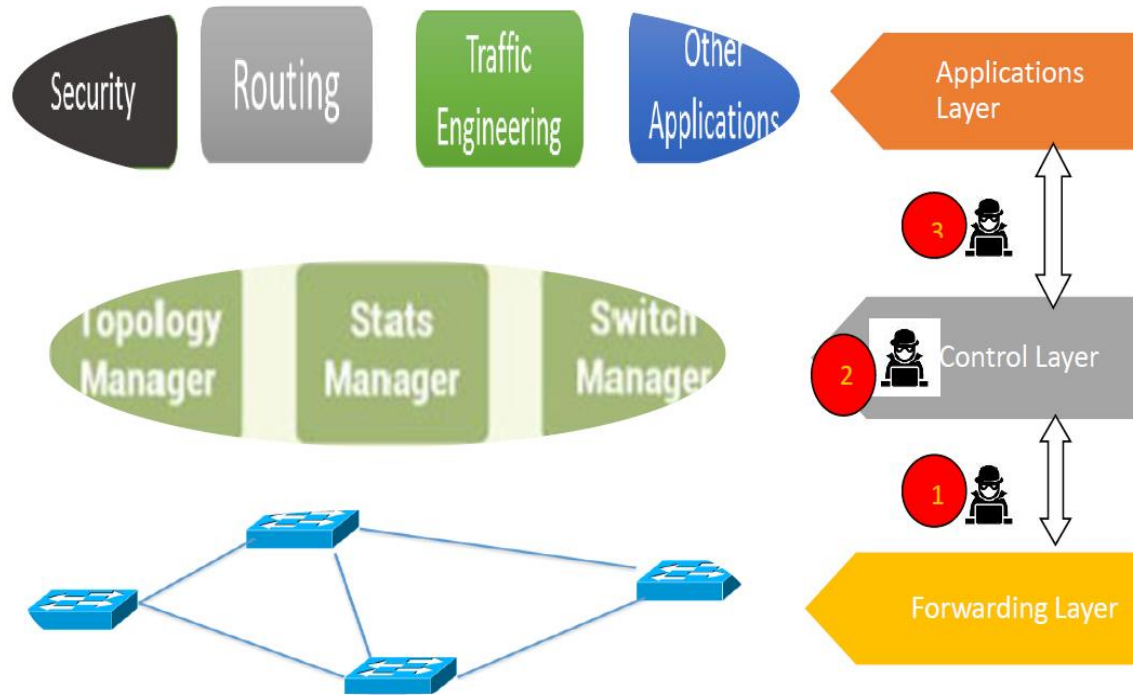 Security
Routing
Traffic
Engineering
Other
Applications
Applications
Layer
3
Topology
Manager
Stats
Manager
Switch
Manager
2
Control Layer
1
Forwarding Layer